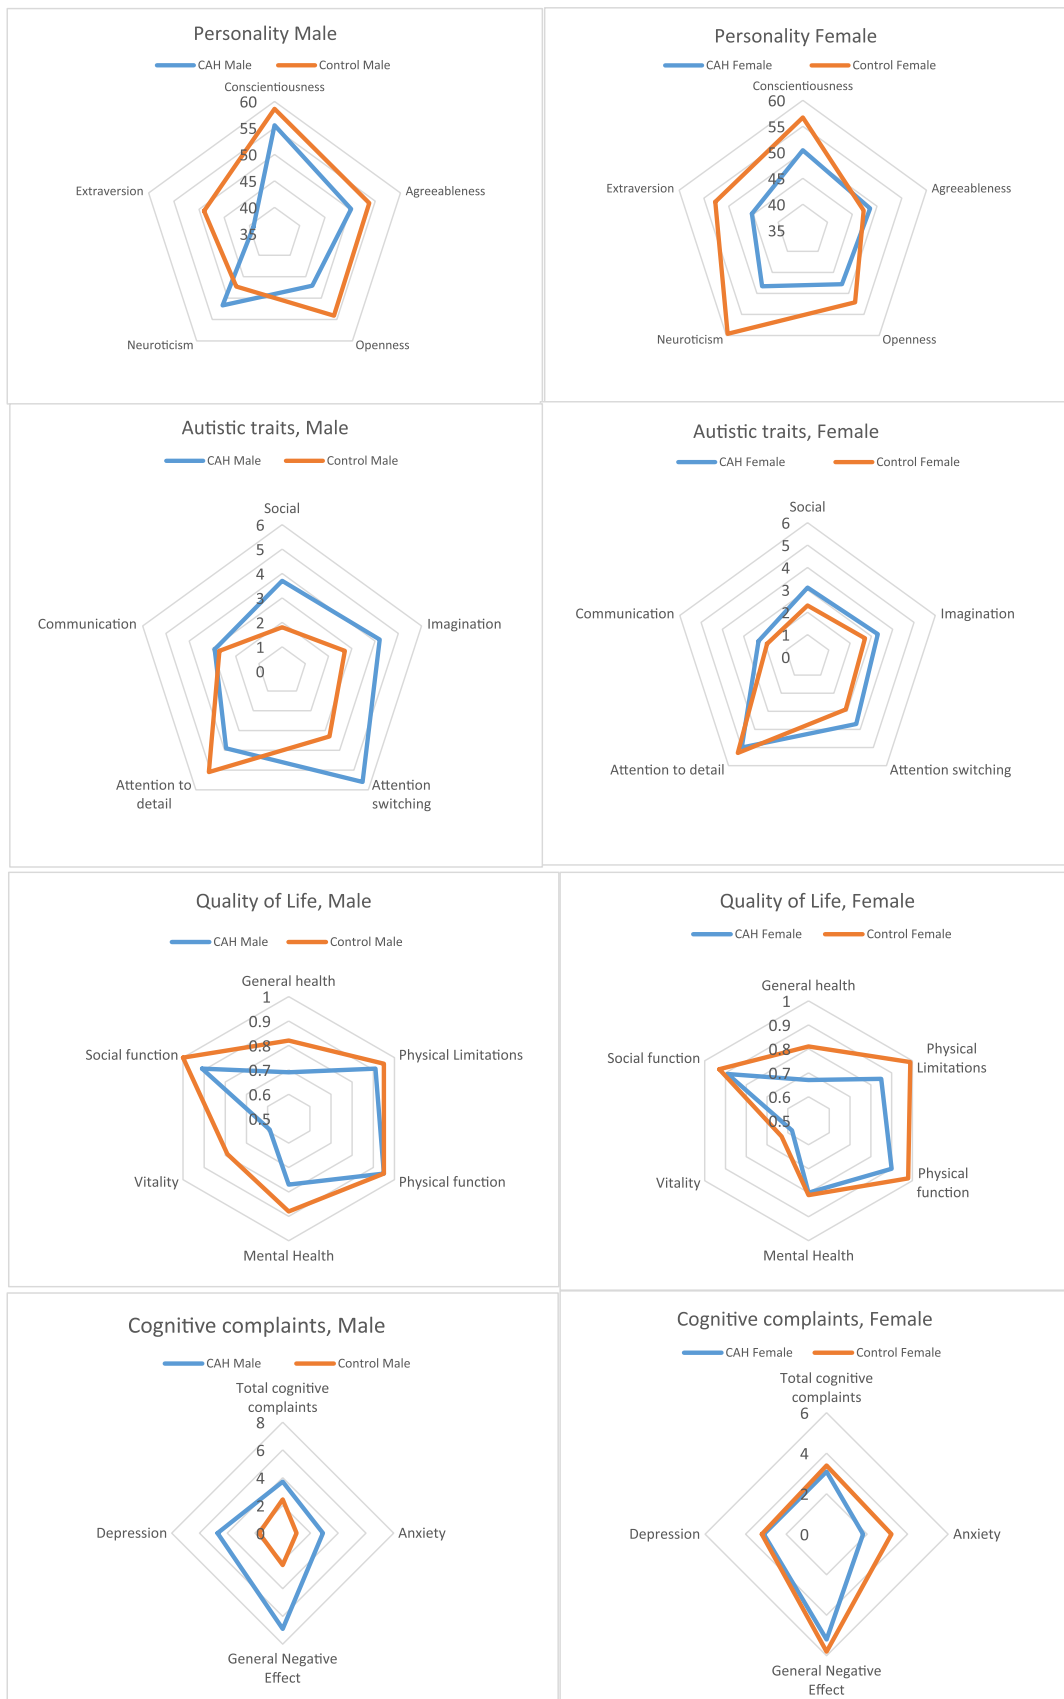 Personality Male
CAH Male
Control Male
Conscientiousness
60
55
50
45
40
35
Extraversion
Agreeableness
Neuroticism
Openness
Personality Female
CAH Female
Control Female
Conscientiousness
60
55
50
45
40
35
Extraversion
Agreeableness
Neuroticism
Openness
Autistic traits, Male
CAH Male
Control Male
Social
6
5
4
3
2
1
0
Communication
Imagination
Attention to
detail
Attention
switching
Autistic traits, Female
CAH Female
Control Female
Social
6
5
4
3
2
1
0
Communication
Imagination
Attention to detail
Attention switching
Quality of Life, Male
CAH Male
Control Male
General health
1
0.9
0.8
0.7
0.6
0.5
Social function
Physical Limitations
Vitality
Physical function
Mental Health
Quality of Life, Female
CAH Female
Control Female
General health
1
0.9
0.8
0.7
0.6
0.5
Social function
Physical
Limitations
Vitality
Physical
function
Mental Health
Cognitive complaints, Male
CAH Male
Control Male
Total cognitive
complaints
8
6
4
2
0
Depression
Anxiety
General Negative
Effect
Cognitive complaints, Female
CAH Female
Control Female
Total cognitive
complaints
6
4
2
0
Depression
Anxiety
General Negative
Effect